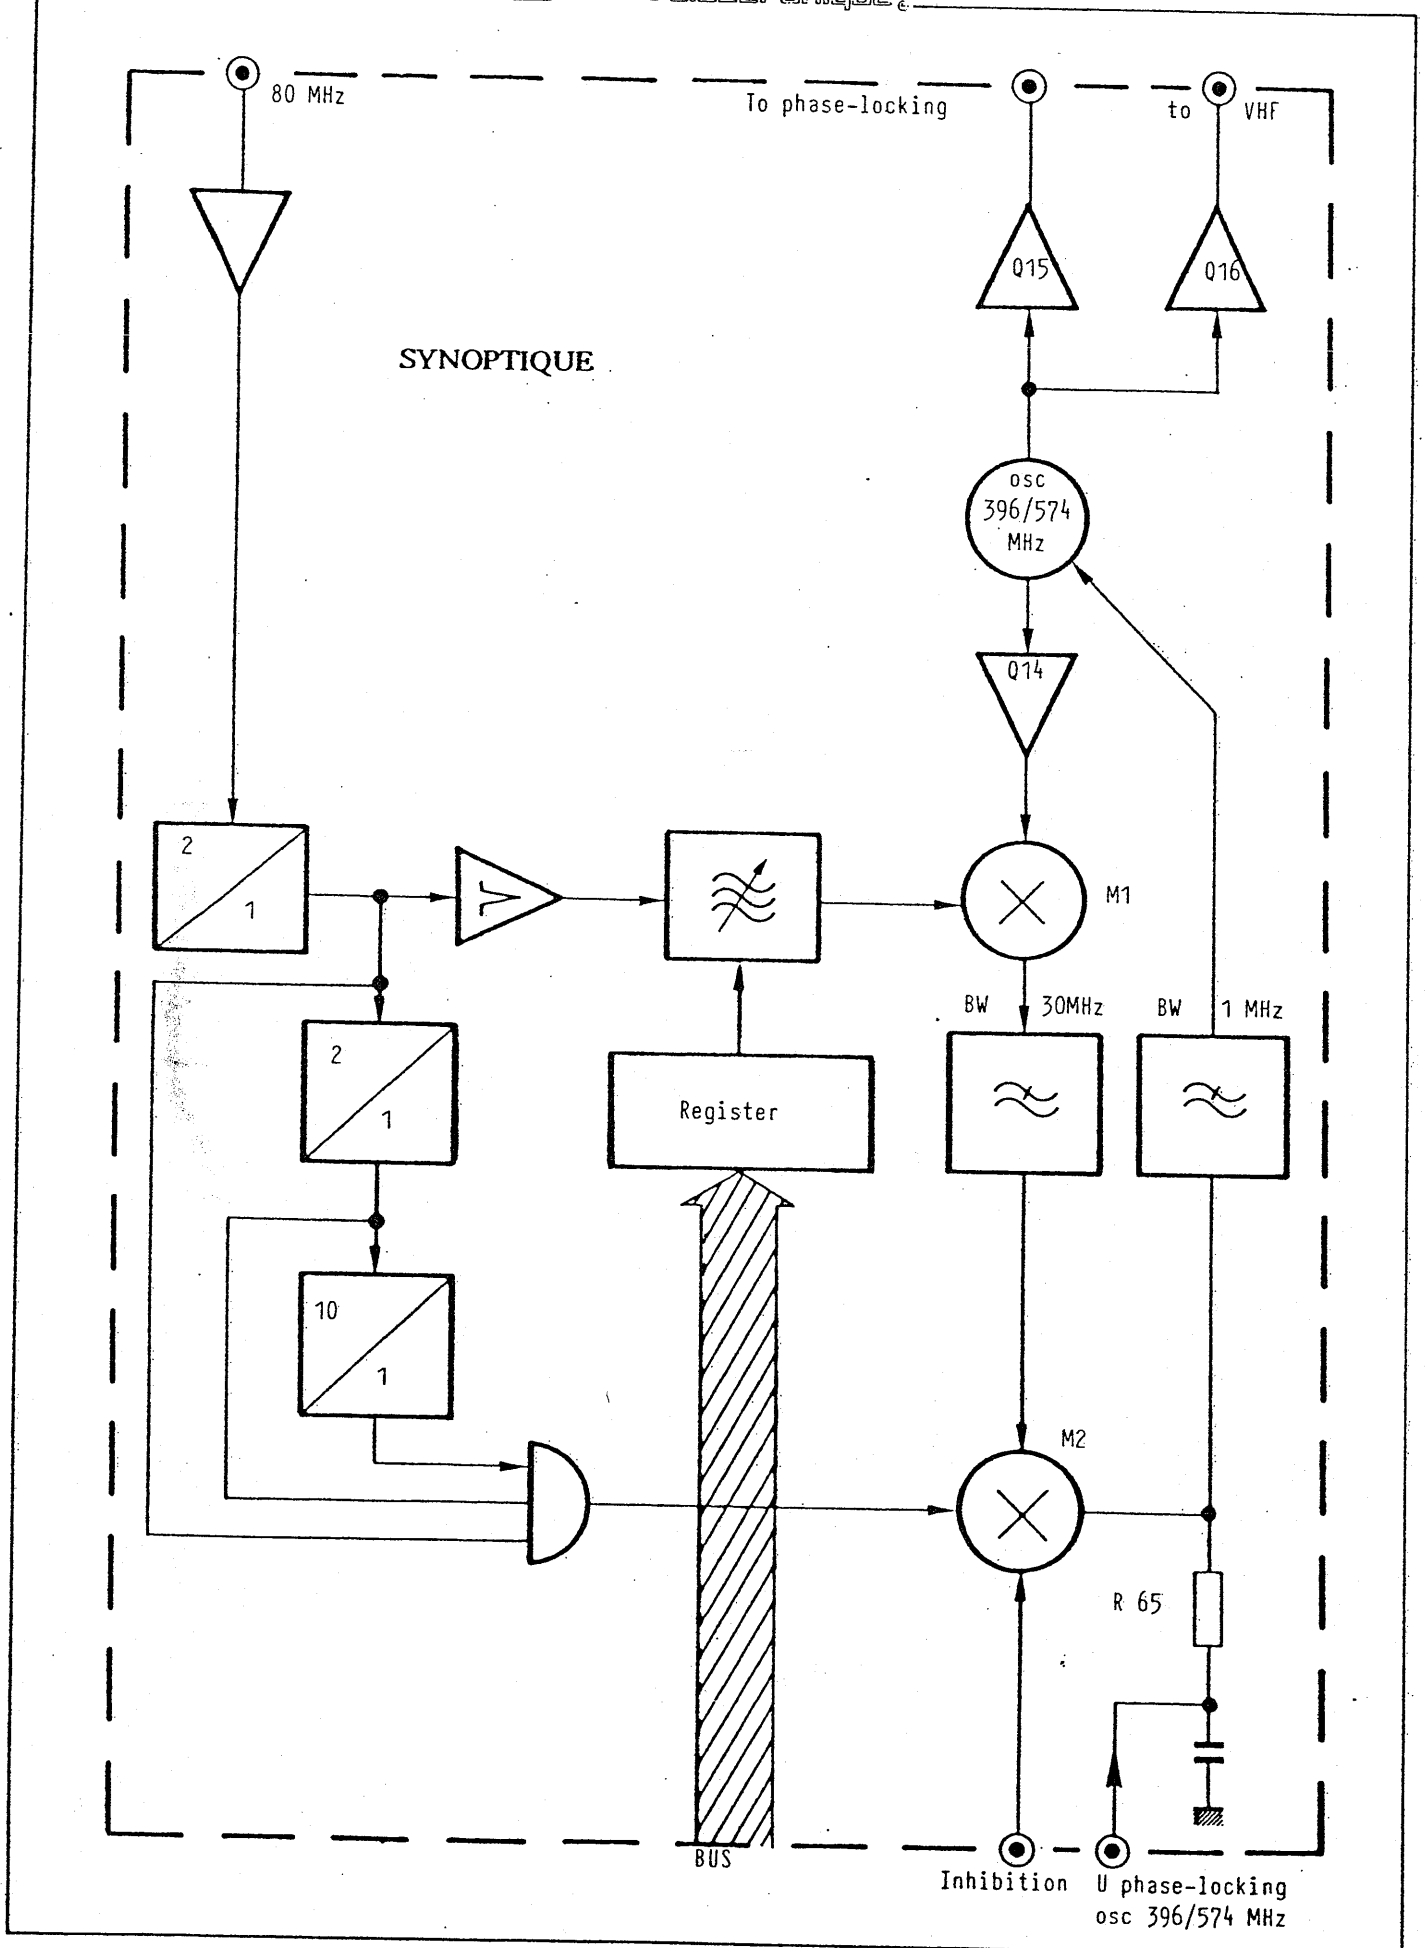 80 MHz
To phase-locking
to VHF
Q15
Q16
SYNOPTIQUE
osc
396/574
MHz
Q14
2
1
M1
BW 30MHz
BW 1 MHz
2
1
Register
10
1
M2
R 65
BUS
Inhibition
U phase-locking
osc 396/574 MHz